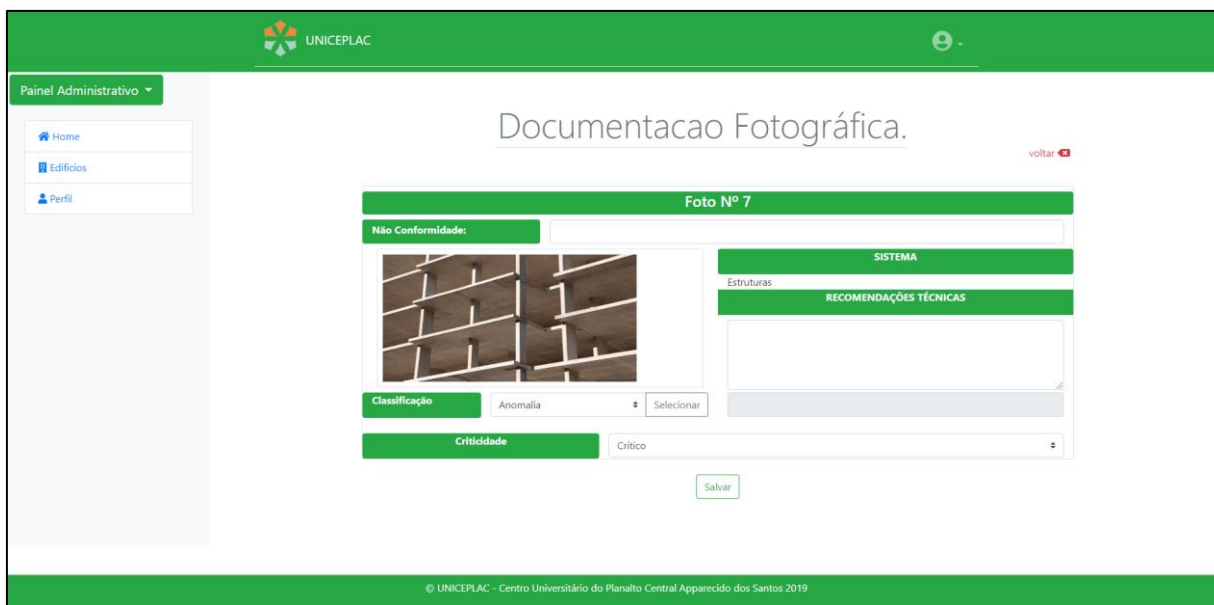 UNICEPLAC
Painel Administrativo
Home
Edificios
Perfil
Documentacao Fotográfica.
voltar
Foto Nº 7
Não Conformidade:
SISTEMA
Estruturas
RECOMENDAÇÕES TÉCNICAS
Classificação
Anomalia
Selecionar
Criticidade
Crítico
Salvar
© UNICEPLAC - Centro Universitário do Planalto Central Apparecido dos Santos 2019